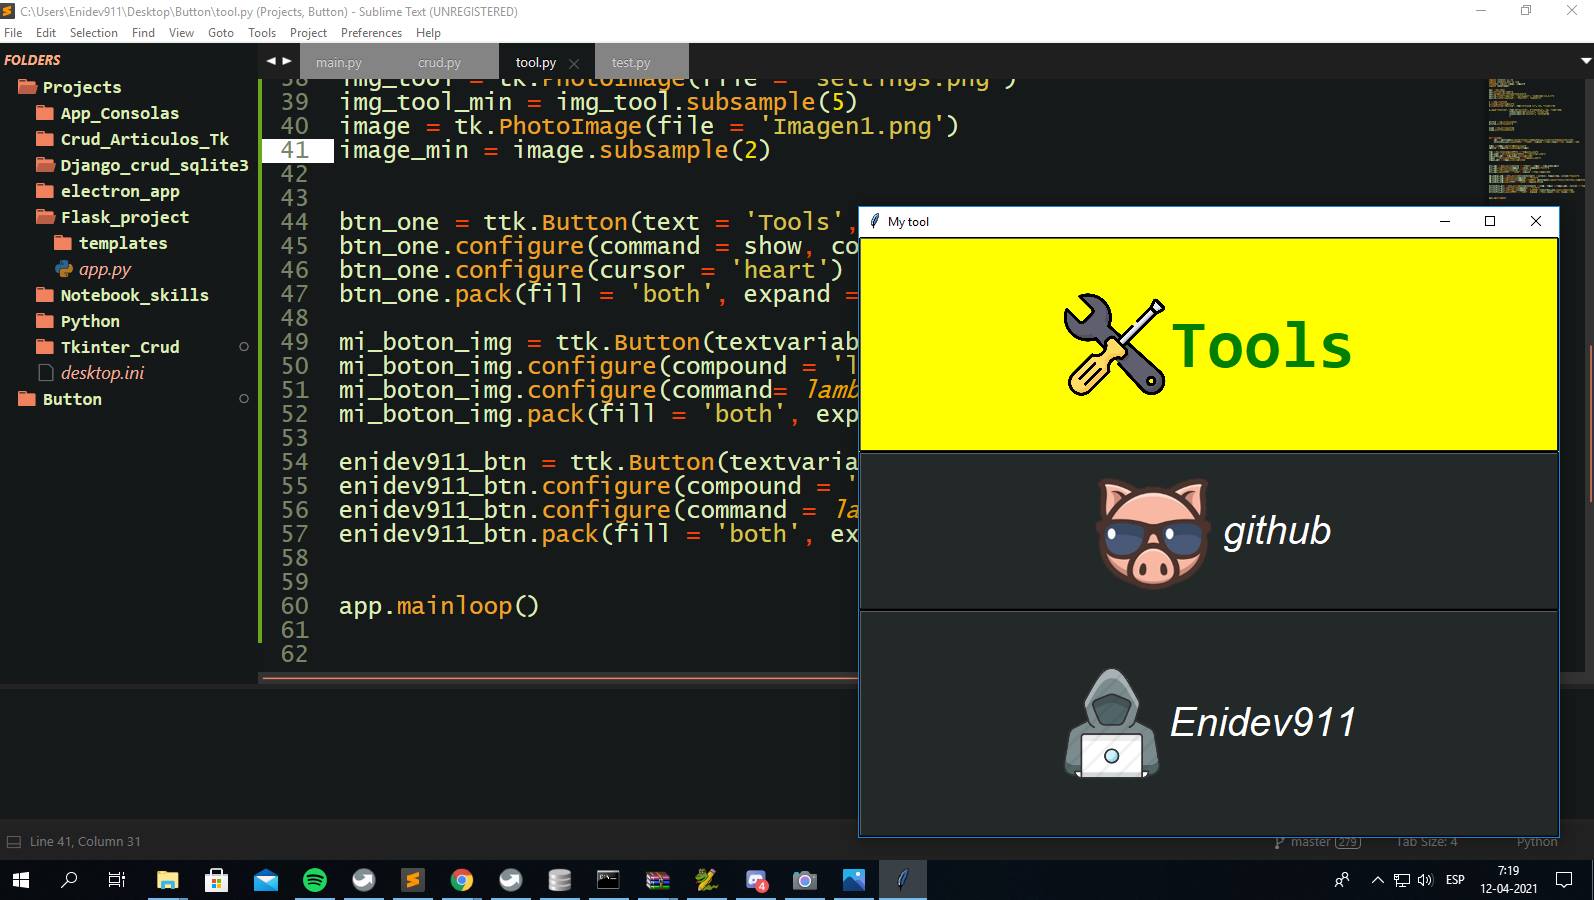 C:\Users\Enidev911\Desktop\Button\tool.py (Projects, Button) - Sublime Text (UNREGISTERED)
File Edit Selection Find View Goto Tools Project Preferences Help
FOLDERS
Projects
App_Consolas
Crud_Articulos_Tk
Django_crud_sqlite3
electron_app
Flask_project
templates
app.py
Notebook_skills
Python
Tkinter_Crud
desktop.ini
Button
main.py crud.py tool.py test.py
38 img_tool = tk.PhotoImage(file = 'settings.png')
39 img_tool_min = img_tool.subsample(5)
40 image = tk.PhotoImage(file = 'Imagen1.png')
41 image_min = image.subsample(2)
42
43
44 btn_one = ttk.Button(text = 'Tools',
45 btn_one.configure(command = show, co
46 btn_one.configure(cursor = 'heart')
47 btn_one.pack(fill = 'both', expand =
48
49 mi_boton_img = ttk.Button(textvariab
50 mi_boton_img.configure(compound = 'l
51 mi_boton_img.configure(command= lamb
52 mi_boton_img.pack(fill = 'both', exp
53
54 enidev911_btn = ttk.Button(textvaria
55 enidev911_btn.configure(compound = '
56 enidev911_btn.configure(command = la
57 enidev911_btn.pack(fill = 'both', ex
58
59
60 app.mainloop()
61
62
My tool
Tools
github
Enidev911
Line 41, Column 31
master 279 Tab Size: 4 Python
4
ESP
7:19
12-04-2021